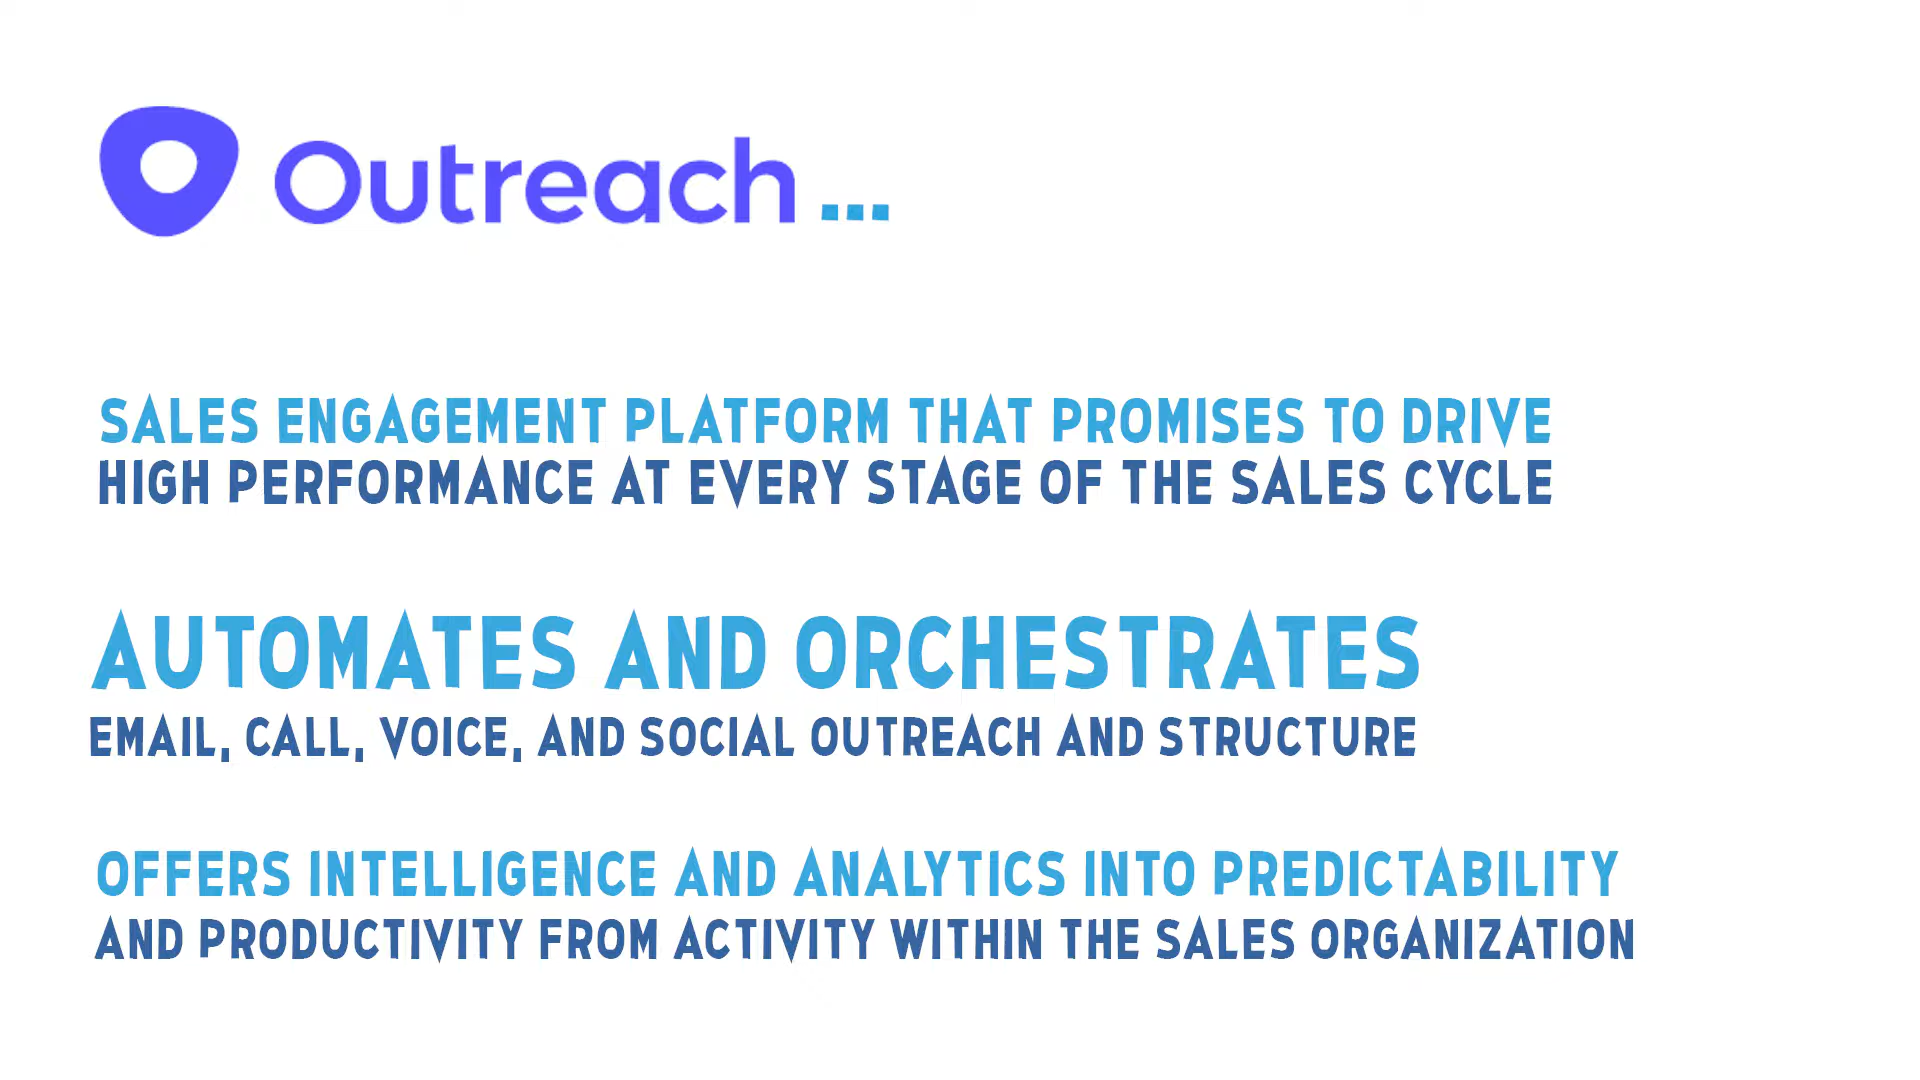 Outreach ...
SALES ENGAGEMENT PLATFORM THAT PROMISES TO DRIVE
HIGH PERFORMANCE AT EVERY STAGE OF THE SALES CYCLE
AUTOMATES AND ORCHESTRATES
EMAIL, CALL, VOICE, AND SOCIAL OUTREACH AND STRUCTURE
OFFERS INTELLIGENCE AND ANALYTICS INTO PREDICTABILITY
AND PRODUCTIVITY FROM ACTIVITY WITHIN THE SALES ORGANIZATION